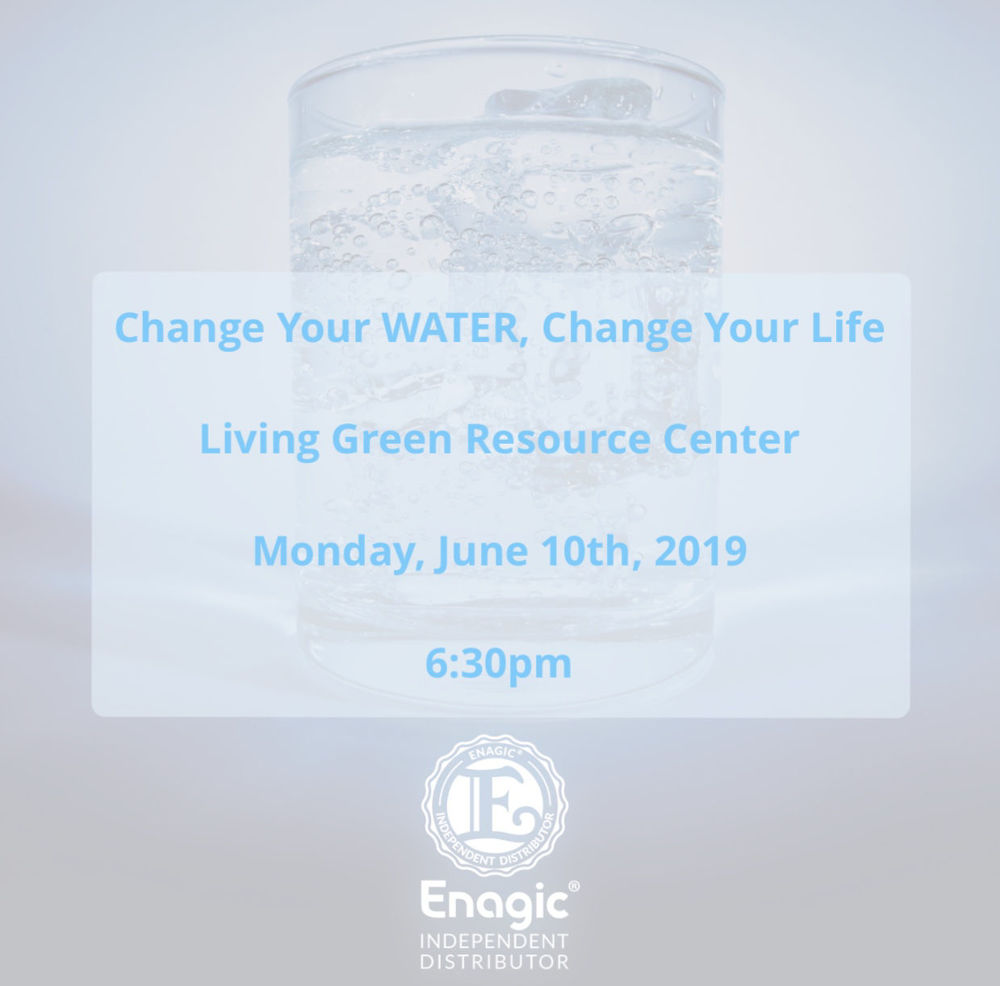 Change Your WATER, Change Your Life
Living Green Resource Center
Monday, June 10th, 2019
6:30pm
ENAGIC®
E
INDEPENDENT DISTRIBUTOR
Enagic®
INDEPENDENT
DISTRIBUTOR